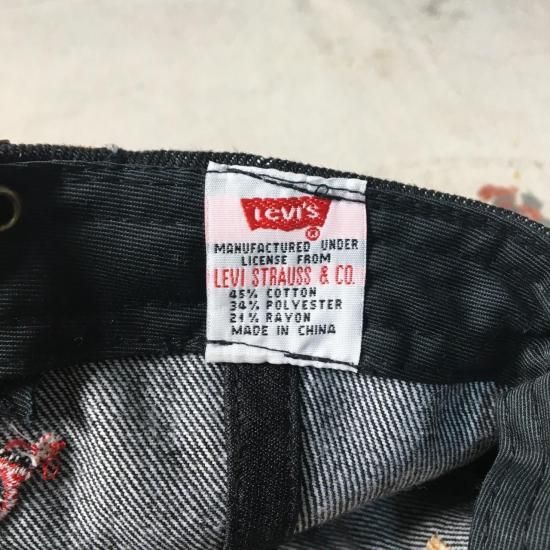 Levi's
®
MANUFACTURED UNDER
LICENSE FROM
LEVI STRAUSS & CO.
45% COTTON
34% POLYESTER
21% RAYON
MADE IN CHINA